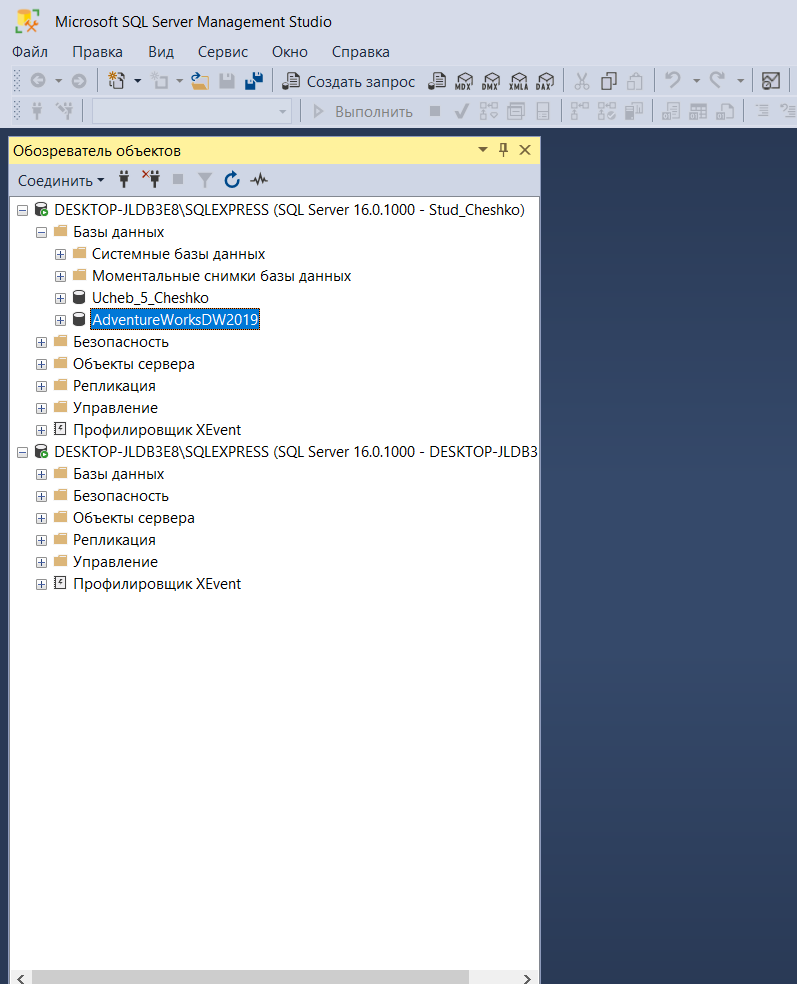 Microsoft SQL Server Management Studio
Файл Правка Вид Сервис Окно Справка
Создать запрос MDX DMX XMLA DAX
Выполнить
Обозреватель объектов
Соединить
DESKTOP-JLDB3E8\SQLEXPRESS (SQL Server 16.0.1000 - Stud_Cheshko)
Базы данных
Системные базы данных
Моментальные снимки базы данных
Ucheb_5_Cheshko
AdventureWorksDW2019
Безопасность
Объекты сервера
Репликация
Управление
Профилировщик XEvent
DESKTOP-JLDB3E8\SQLEXPRESS (SQL Server 16.0.1000 - DESKTOP-JLDB3
Базы данных
Безопасность
Объекты сервера
Репликация
Управление
Профилировщик XEvent